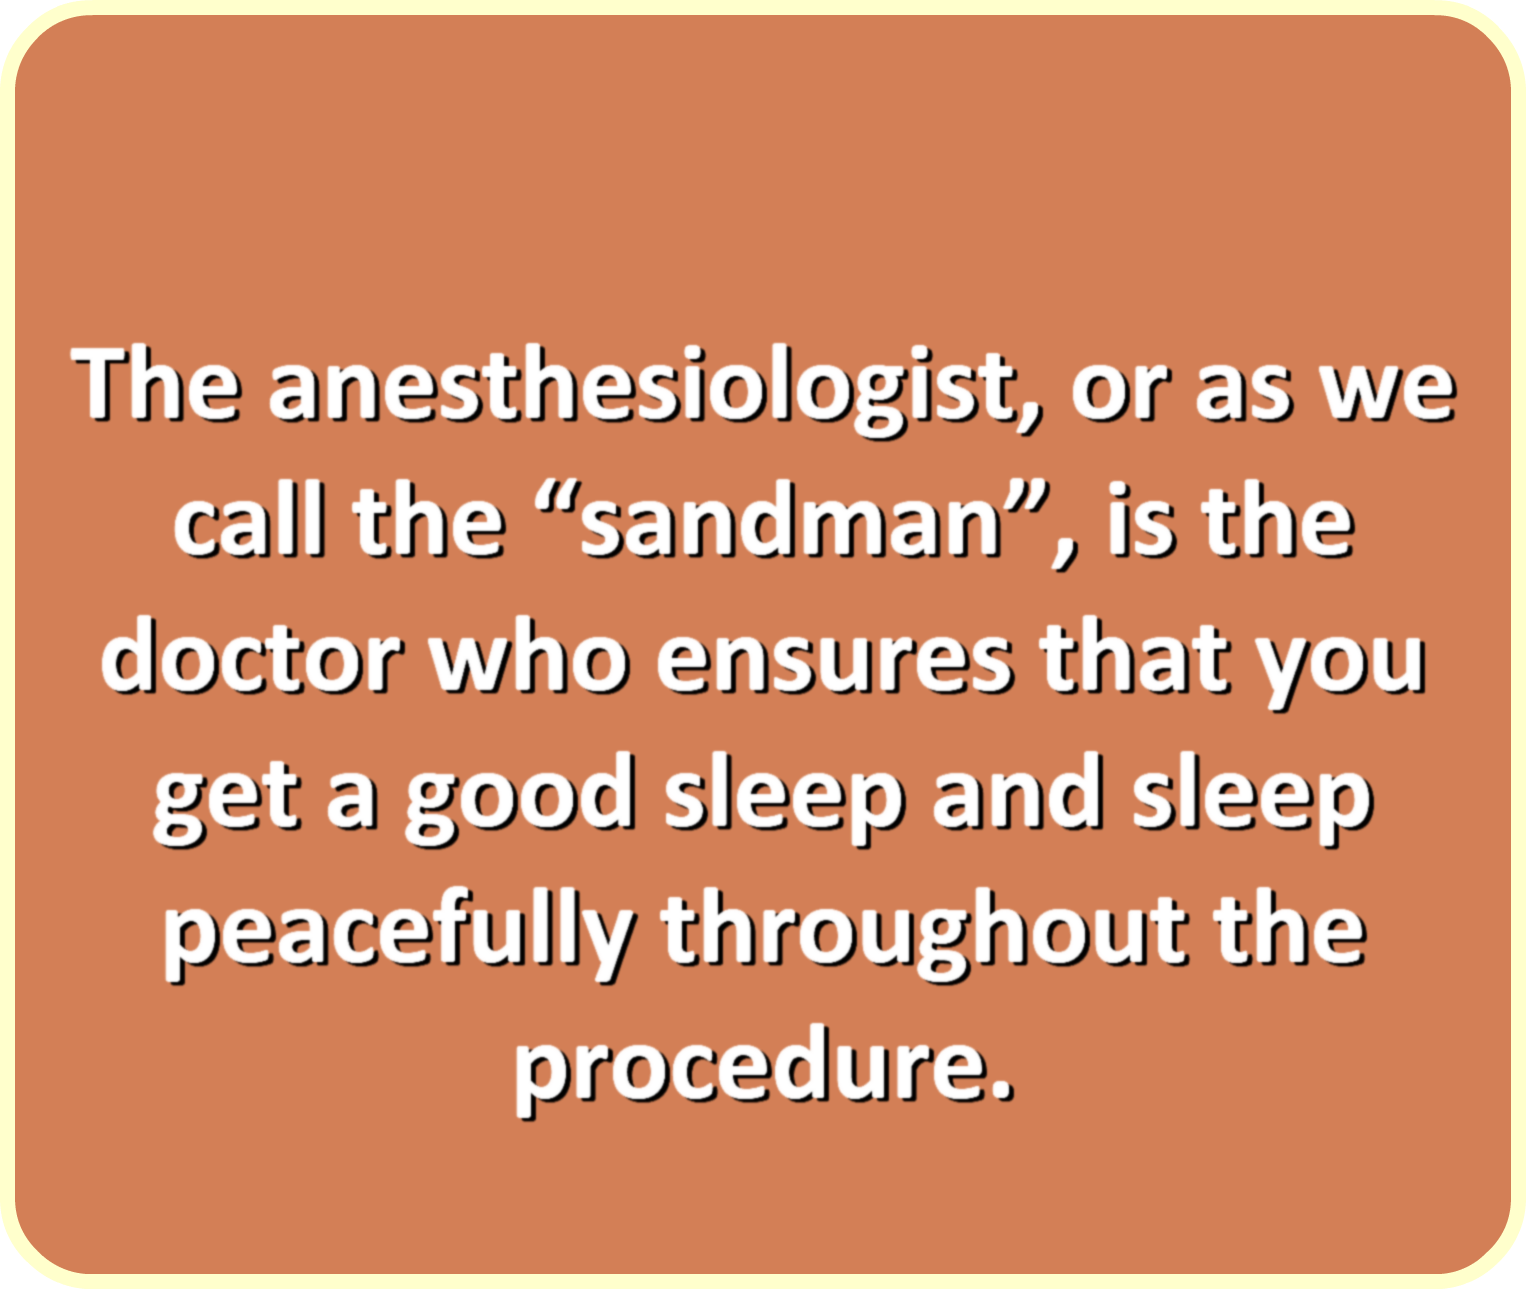 The anesthesiologist, or as we
call the “sandman”, is the
doctor who ensures that you
get a good sleep and sleep
peacefully throughout the
procedure.